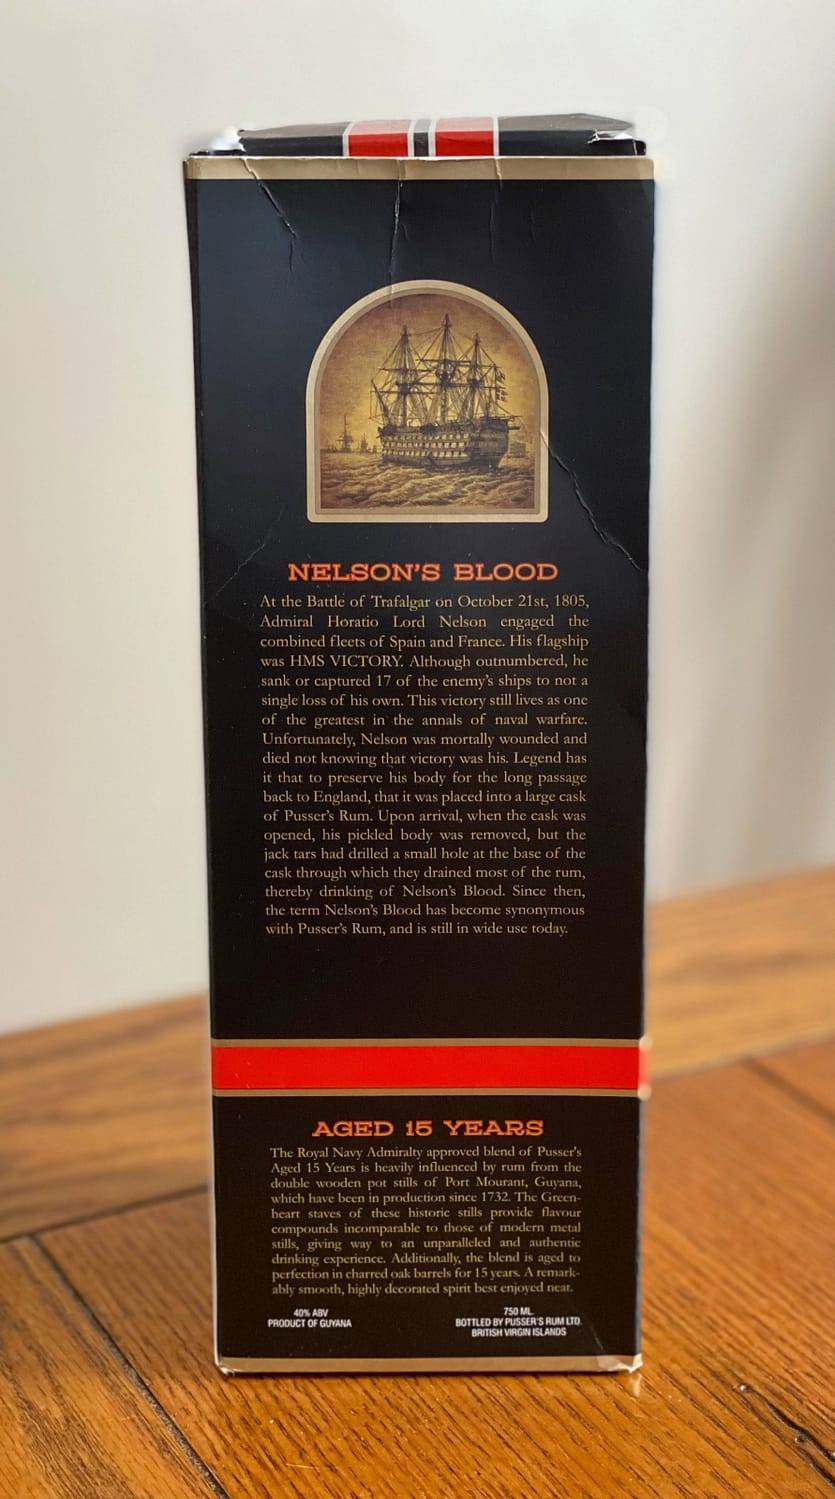 NELSON'S BLOOD
At the Battle of Trafalgar on October 21st, 1805,
Admiral Horatio Lord Nelson engaged the
combined fleets of Spain and France. His flagship
was HMS VICTORY. Although outnumbered, he
sank or captured 17 of the enemy's ships to not a
single loss of his own. This victory still lives as one
of the greatest in the annals of naval warfare.
Unfortunately, Nelson was mortally wounded and
died not knowing that victory was his. Legend has
it that to preserve his body for the long passage
back to England, that it was placed into a large cask
of Pusser's Rum. Upon arrival, when the cask was
opened, his pickled body was removed, but the
jack tars had drilled a small hole at the base of the
cask through which they drained most of the rum,
thereby drinking of Nelson's Blood. Since then,
the term Nelson's Blood has become synonymous
with Pusser's Rum, and is still in wide use today.
AGED 15 YEARS
The Royal Navy Admiralty approved blend of Pusser's
Aged 15 Years is heavily influenced by rum from the
double wooden pot stills of Port Mourant, Guyana,
which have been in production since 1732. The Green-
heart staves of these historic stills provide flavour
compounds incomparable to those of modern metal
stills, giving way to an unparalleled and authentic
drinking experience. Additionally, the blend is aged to
perfection in charred oak barrels for 15 years. A remark-
ably smooth, highly decorated spirit best enjoyed neat.
40% ABV
PRODUCT OF GUYANA
750 ML.
BOTTLED BY PUSSER'S RUM LTD.
BRITISH VIRGIN ISLANDS